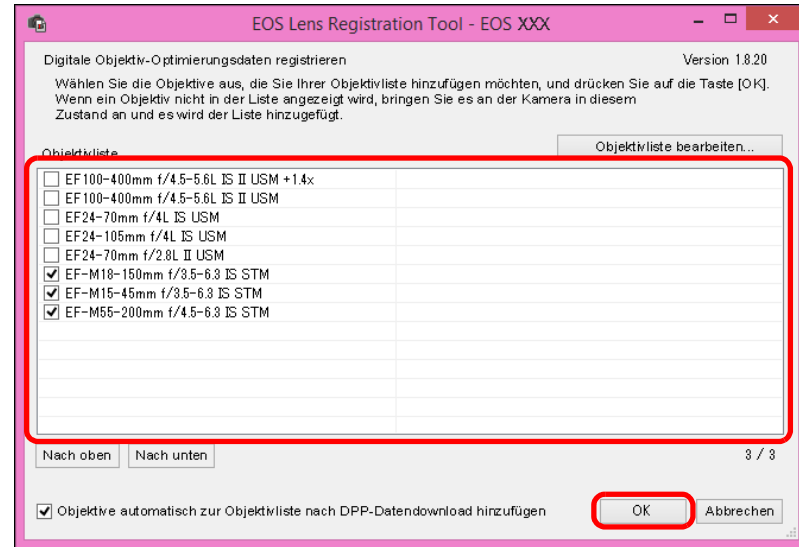 EOS Lens Registration Tool - EOS XXX
Digitale Objektiv-Optimierungsdaten registrieren
Version 1.8.20
Wählen Sie die Objektive aus, die Sie Ihrer Objektivliste hinzufügen möchten, und drücken Sie auf die Taste [OK].
Wenn ein Objektiv nicht in der Liste angezeigt wird, bringen Sie es an der Kamera in diesem
Zustand an und es wird der Liste hinzugefügt.
Objektivliste
Objektivliste bearbeiten...
EF100-400mm f/4.5-5.6L IS II USM +1.4x
EF100-400mm f/4.5-5.6L IS II USM
EF24-70mm f/4L IS USM
EF24-105mm f/4L IS USM
EF24-70mm f/2.8L II USM
EF-M18-150mm f/3.5-6.3 IS STM
EF-M15-45mm f/3.5-6.3 IS STM
EF-M55-200mm f/4.5-6.3 IS STM
Nach oben
Nach unten
3 / 3
Objektive automatisch zur Objektivliste nach DPP-Datendownload hinzufügen
OK
Abbrechen